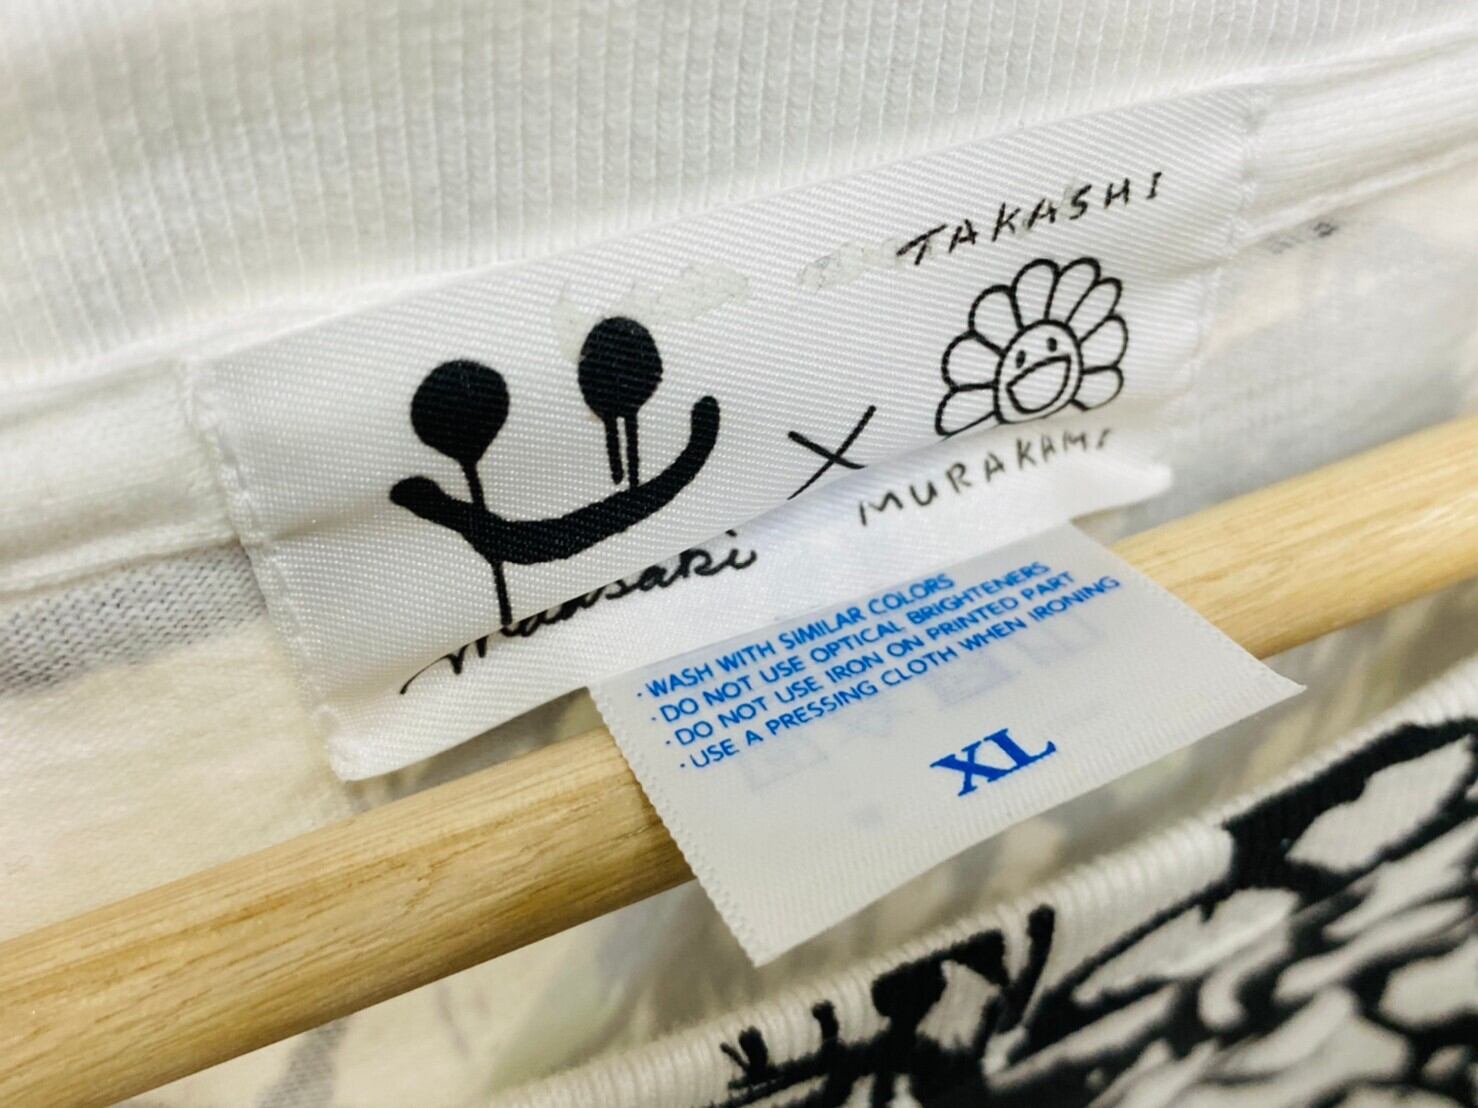 TAKASHI
×
MURAKAMI
masaki
· WASH WITH SIMILAR COLORS
· DO NOT USE OPTICAL BRIGHTENERS
· DO NOT USE IRON ON PRINTED PART
· USE A PRESSING CLOTH WHEN IRONING
XL